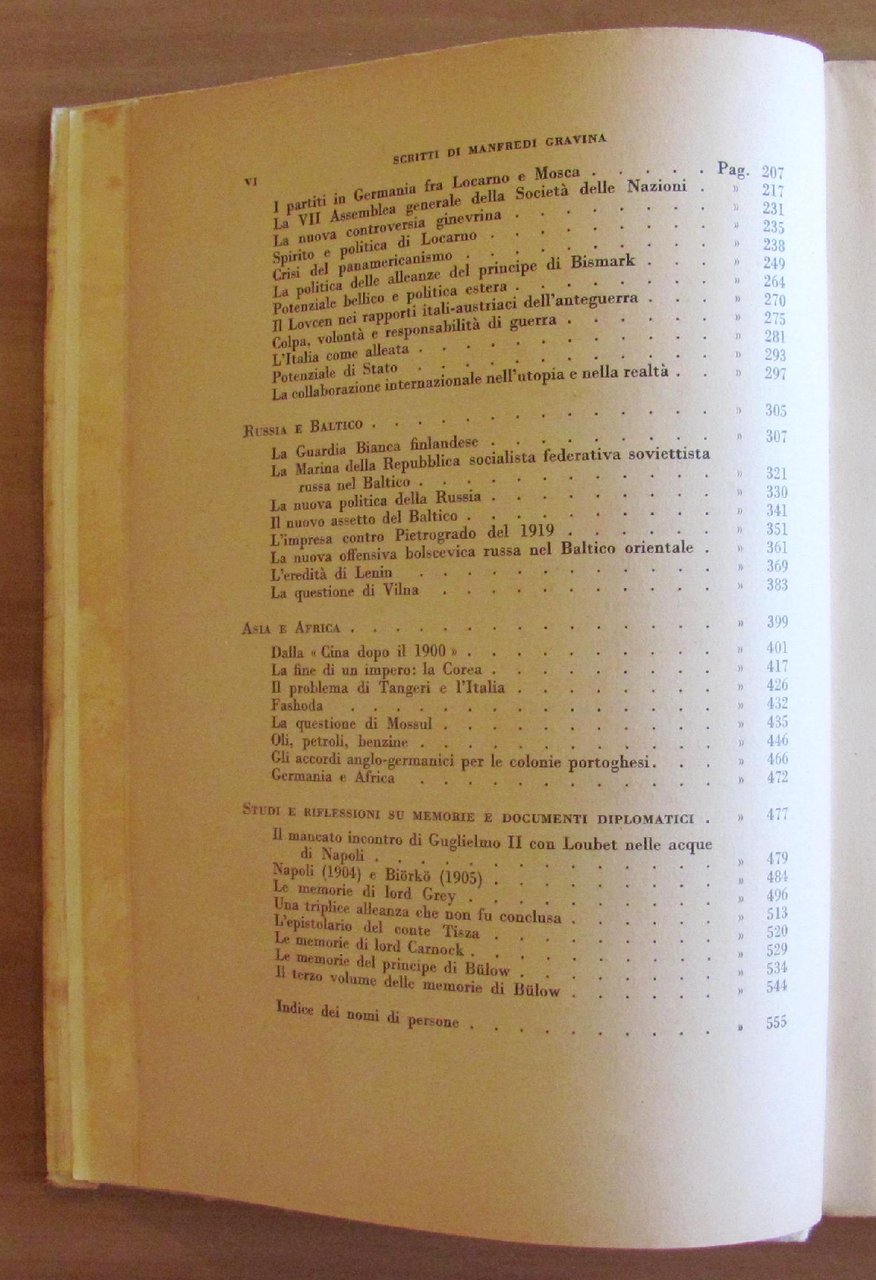 VI SCRITTI DI MANFREDI GRAVINA
I partiti in Germania fra Locarno e Mosca . . . . . Pag. 207
La VII Assemblea generale della Società delle Nazioni . » 217
La nuova controversia ginevrina . . . . . . . . » 231
Spirito e politica di Locarno . . . . . . . . . » 235
Crisi del panamericanismo . . . . . . . . . . » 238
La politica delle alleanze del principe di Bismark . . . » 249
Potenziale bellico e politica estera . . . . . . . . » 264
Il Lovcen nei rapporti itali-austriaci dell'anteguerra . . . » 270
Colpa, volontà e responsabilità di guerra . . . . . . » 275
L'Italia come alleata . . . . . . . . . . . » 281
Potenziale di Stato . . . . . . . . . . . » 293
La collaborazione internazionale nell'utopia e nella realtà . . » 297
RUSSIA E BALTICO . . . . . . . . . . . . . » 305
La Guardia Bianca finlandese . . . . . . . . . » 307
La Marina della Repubblica socialista federativa soviettista
russa nel Baltico . . . . . . . . . . . » 321
La nuova politica della Russia . . . . . . . . . » 330
Il nuovo assetto del Baltico . . . . . . . . . . » 341
L'impresa contro Pietrogrado del 1919 . . . . . . » 351
La nuova offensiva bolscevica russa nel Baltico orientale . » 361
L'eredità di Lenin . . . . . . . . . . . » 369
La questione di Vilna . . . . . . . . . . . » 383
ASIA E AFRICA . . . . . . . . . . . . . . » 399
Dalla « Cina dopo il 1900 » . . . . . . . . . . » 401
La fine di un impero: la Corea . . . . . . . . . » 417
Il problema di Tangeri e l'Italia . . . . . . . . » 426
Fashoda . . . . . . . . . . . . . . » 432
La questione di Mossul . . . . . . . . . . . » 435
Oli, petroli, benzine . . . . . . . . . . . » 446
Gli accordi anglo-germanici per le colonie portoghesi . . . » 466
Germania e Africa . . . . . . . . . . . » 472
STUDI E RIFLESSIONI SU MEMORIE E DOCUMENTI DIPLOMATICI . » 477
Il mancato incontro di Guglielmo II con Loubet nelle acque
di Napoli . . . . . . . . . . . . . » 479
Napoli (1904) e Biörkö (1905) . . . . . . . . . » 484
Le memorie di lord Grey . . . . . . . . . . » 496
Una triplice alleanza che non fu conclusa . . . . . . » 513
L'epistolario del conte Tisza . . . . . . . . . » 520
Le memorie di lord Carnock . . . . . . . . . . » 529
Le memorie del principe di Bülow . . . . . . . . » 534
Il terzo volume delle memorie di Bülow . . . . . . » 544
Indice dei nomi di persone . . . . . . . . . . » 555